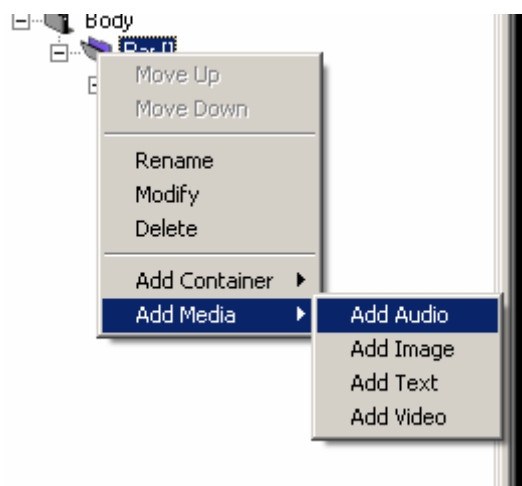 Body
Move Up
Move Down
Rename
Modify
Delete
Add Container
Add Media
Add Audio
Add Image
Add Text
Add Video